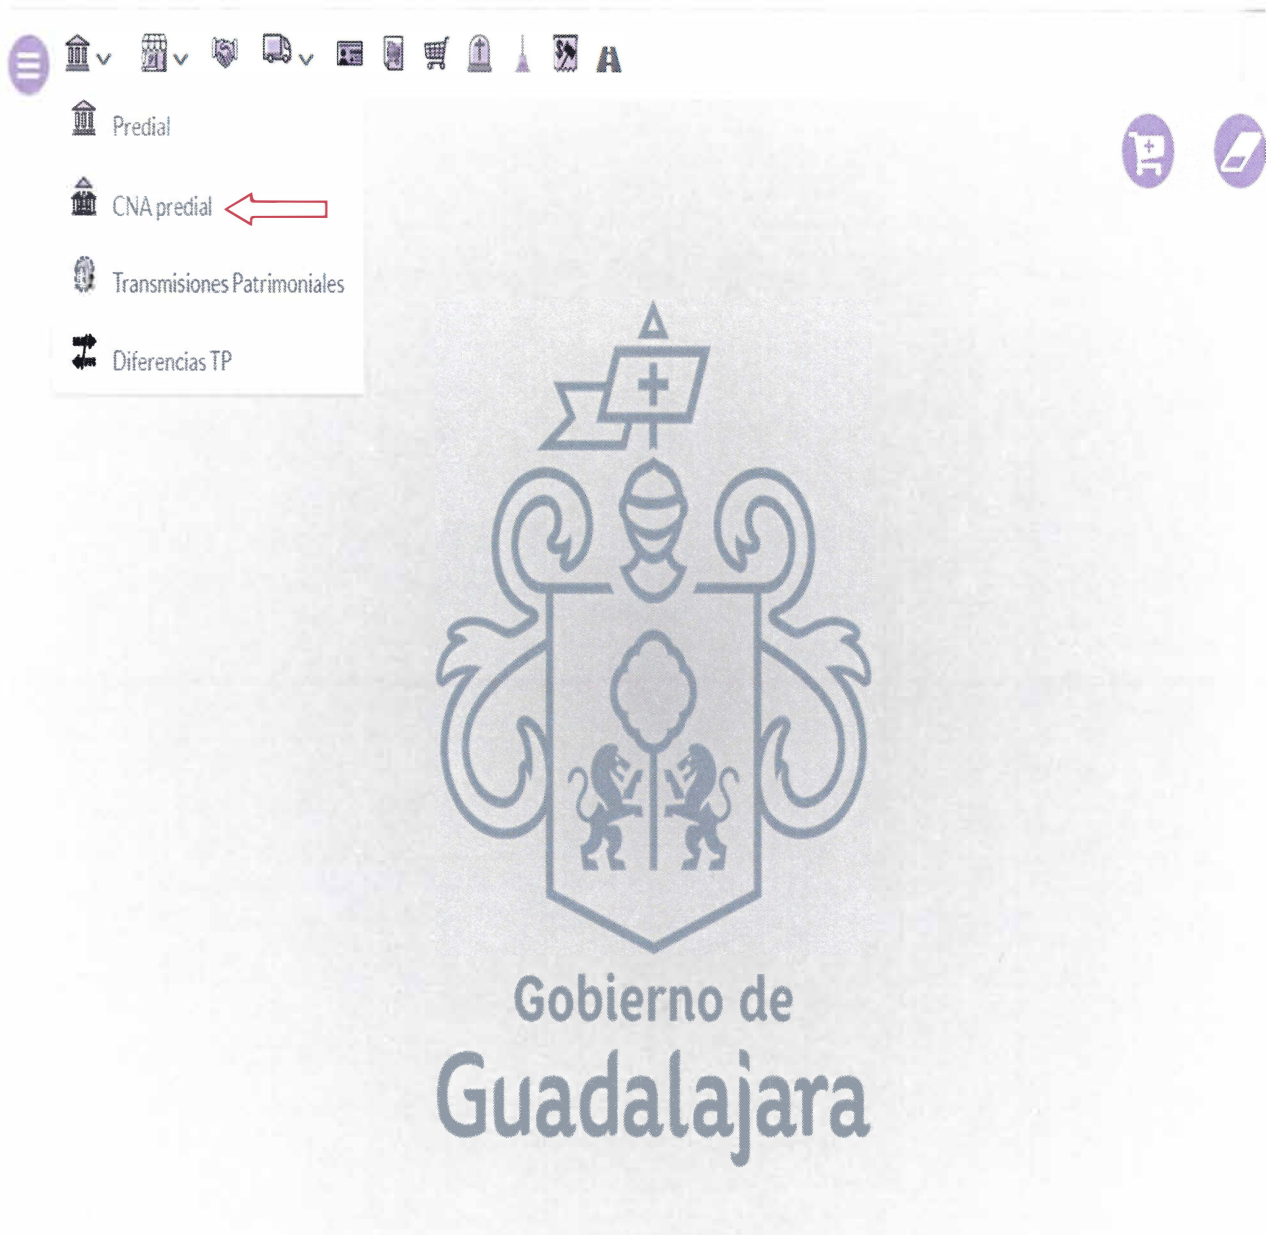 Predial
CNA predial
Transmisiones Patrimoniales
Diferencias TP
Gobierno de
Guadalajara